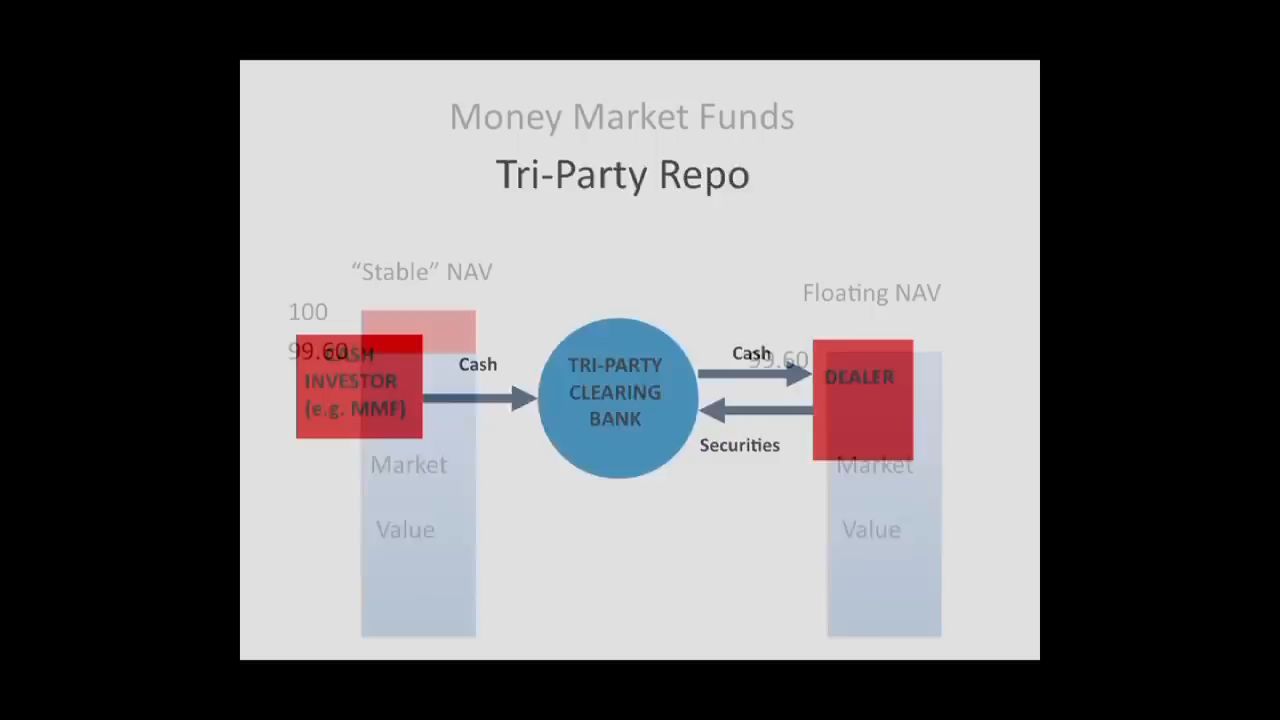 Money Market Funds
Tri-Party Repo
“Stable” NAV
Floating NAV
100
99.60
CASH
INVESTOR
(e.g. MMF)
Cash
TRI-PARTY
CLEARING
BANK
Cash
99.60
DEALER
Securities
Market
Value
Market
Value